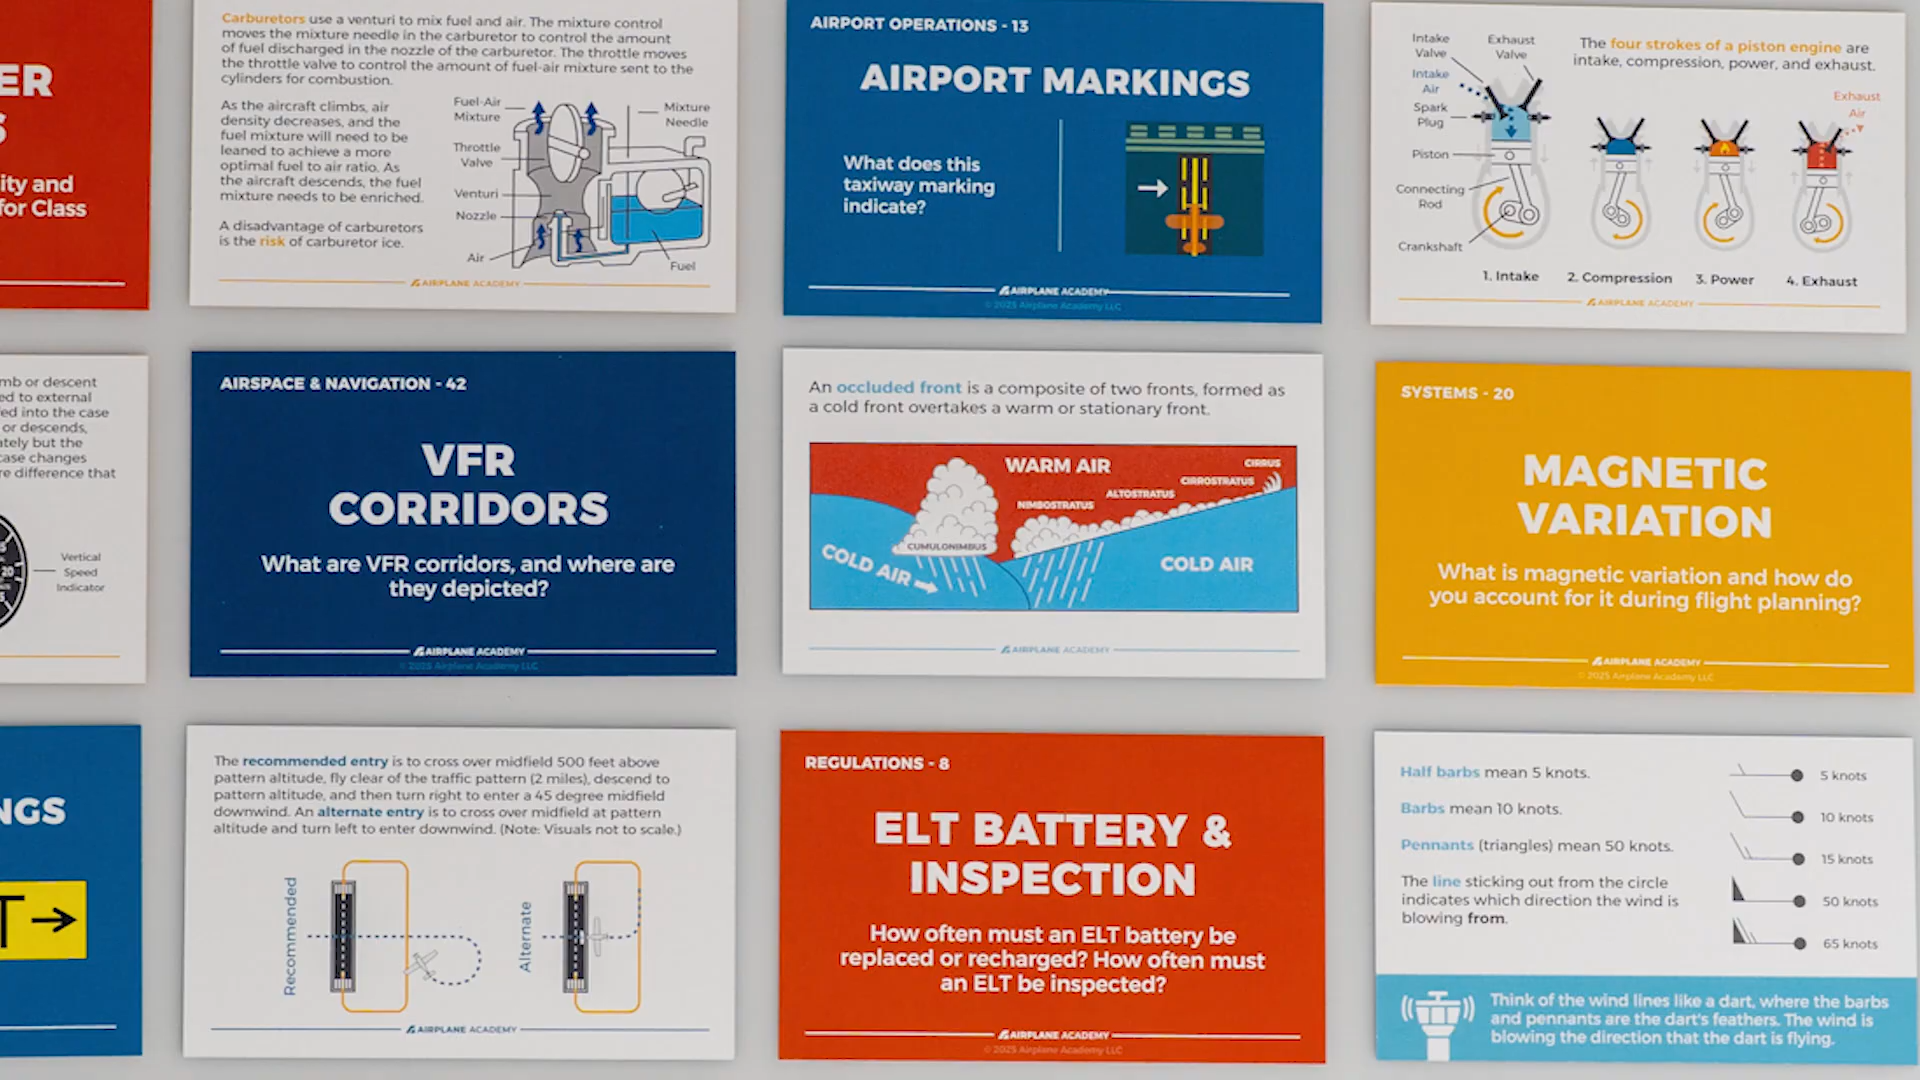 ER
S
ity and
for Class
Carburetors use a venturi to mix fuel and air. The mixture control
moves the mixture needle in the carburetor to control the amount
of fuel discharged in the nozzle of the carburetor. The throttle moves
the throttle valve to control the amount of fuel-air mixture sent to the
cylinders for combustion.
As the aircraft climbs, air
density decreases, and the
fuel mixture will need to be
leaned to achieve a more
optimal fuel to air ratio. As
the aircraft descends, the fuel
mixture needs to be enriched.
A disadvantage of carburetors
is the risk of carburetor ice.
Fuel-Air
Mixture
Throttle
Valve
Venturi
Nozzle
Air
Mixture
Needle
Fuel
AIRPLANE ACADEMY
AIRPORT OPERATIONS - 13
AIRPORT MARKINGS
What does this
taxiway marking
indicate?
AIRPLANE ACADEMY
© 2025 Airplane Academy LLC
The four strokes of a piston engine are
intake, compression, power, and exhaust.
Intake
Valve
Exhaust
Valve
Intake
Air
Spark
Plug
Piston
Connecting
Rod
Crankshaft
Exhaust
Air
1. Intake
2. Compression
3. Power
4. Exhaust
AIRPLANE ACADEMY
mb or descent
ed to external
ed into the case
or descends,
ately but the
case changes
re difference that
20
Vertical
Speed
Indicator
AIRSPACE & NAVIGATION - 42
VFR
CORRIDORS
What are VFR corridors, and where are
they depicted?
AIRPLANE ACADEMY
© 2025 Airplane Academy LLC
An occluded front is a composite of two fronts, formed as
a cold front overtakes a warm or stationary front.
WARM AIR
CIRRUS
CIRROSTRATUS
ALTOSTRATUS
NIMBOSTRATUS
CUMULONIMBUS
COLD AIR
COLD AIR
AIRPLANE ACADEMY
SYSTEMS - 20
MAGNETIC
VARIATION
What is magnetic variation and how do
you account for it during flight planning?
AIRPLANE ACADEMY
© 2025 Airplane Academy LLC
NGS
T
The recommended entry is to cross over midfield 500 feet above
pattern altitude, fly clear of the traffic pattern (2 miles), descend to
pattern altitude, and then turn right to enter a 45 degree midfield
downwind. An alternate entry is to cross over midfield at pattern
altitude and turn left to enter downwind. (Note: Visuals not to scale.)
Recommended
Alternate
AIRPLANE ACADEMY
REGULATIONS - 8
ELT BATTERY &
INSPECTION
How often must an ELT battery be
replaced or recharged? How often must
an ELT be inspected?
AIRPLANE ACADEMY
© 2025 Airplane Academy LLC
Half barbs mean 5 knots.
Barbs mean 10 knots.
Pennants (triangles) mean 50 knots.
The line sticking out from the circle
indicates which direction the wind is
blowing from.
5 knots
10 knots
15 knots
50 knots
65 knots
Think of the wind lines like a dart, where the barbs
and pennants are the dart's feathers. The wind is
blowing the direction that the dart is flying.